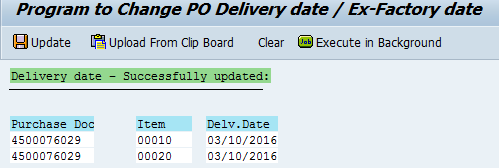 Program to Change PO Delivery date / Ex-Factory date
Update Upload From Clip Board Clear Job Execute in Background
Delivery date - Successfully updated:
Purchase Doc Item Delv.Date
4500076029 00010 03/10/2016
4500076029 00020 03/10/2016